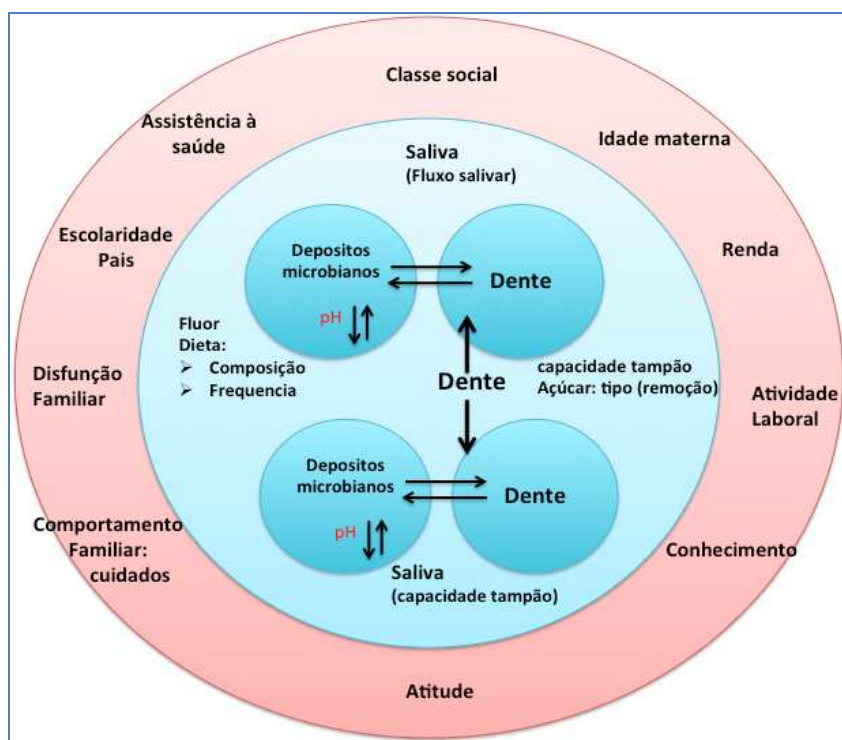 Classe social
Assistência à
saúde
Idade materna
Saliva
(Fluxo salivar)
Escolaridade
Pais
Renda
Depositos
microbianos
Dente
pH
Fluor
Dieta:
➢ Composição
➢ Frequencia
Dente
capacidade tampão
Açúcar: tipo (remoção)
Disfunção
Familiar
Atividade
Laboral
Depositos
microbianos
Dente
pH
Saliva
(capacidade tampão)
Comportamento
Familiar:
cuidados
Conhecimento
Atitude